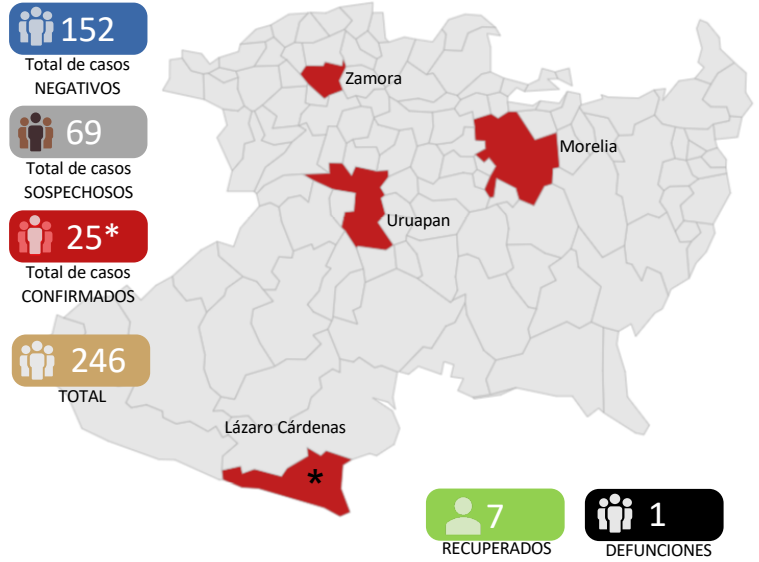 152
Total de casos
NEGATIVOS
69
Total de casos
SOSPECHOSOS
25*
Total de casos
CONFIRMADOS
246
TOTAL
Zamora
Morelia
Uruapan
Lázaro Cárdenas
*
7
RECUPERADOS
1
DEFUNCIONES